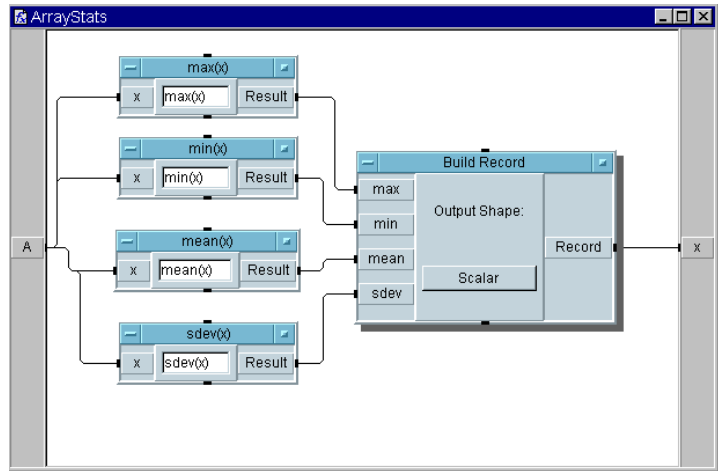 ArrayStats
max(x)
x max(x) Result
min(x)
x min(x) Result
Build Record
max
Output Shape:
min
mean(x)
A
x mean(x) Result
mean
Record
x
Scalar
sdev
sdev(x)
x sdev(x) Result